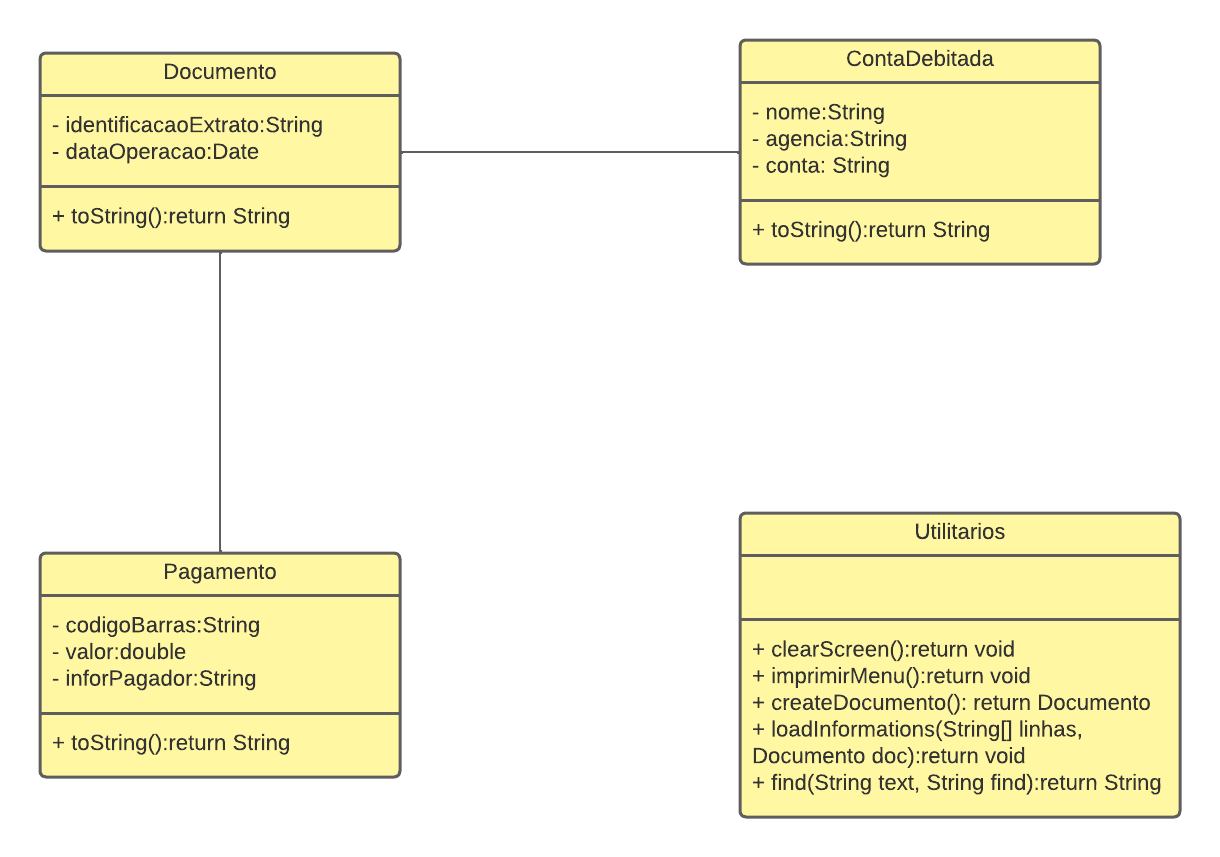 Documento
- identificacaoExtrato:String
- dataOperacao:Date
+ toString():return String
ContaDebitada
- nome:String
- agencia:String
- conta: String
+ toString():return String
Pagamento
- codigoBarras:String
- valor:double
- inforPagador:String
+ toString():return String
Utilitarios
+ clearScreen():return void
+ imprimirMenu():return void
+ createDocumento(): return Documento
+ loadInformations(String[] linhas,
Documento doc):return void
+ find(String text, String find):return String